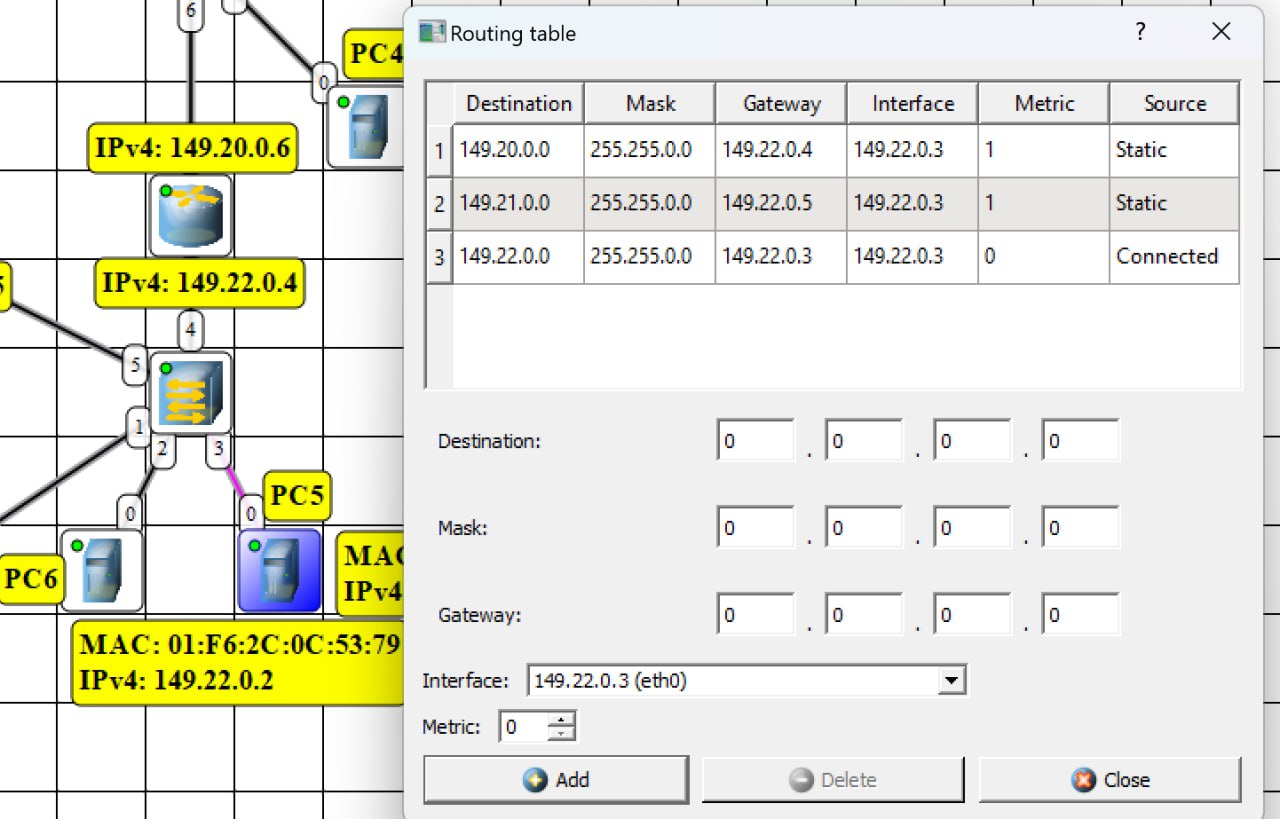 6
PC4
0
IPv4: 149.20.0.6
IPv4: 149.22.0.4
4
5
1
2
3
0
0
PC5
PC6
MAC
IPv4
MAC: 01:F6:2C:0C:53:79
IPv4: 149.22.0.2
Routing table
?
Destination Mask Gateway Interface Metric Source
1 149.20.0.0 255.255.0.0 149.22.0.4 149.22.0.3 1 Static
2 149.21.0.0 255.255.0.0 149.22.0.5 149.22.0.3 1 Static
3 149.22.0.0 255.255.0.0 149.22.0.3 149.22.0.3 0 Connected
Destination: 0 . 0 . 0 . 0
Mask: 0 . 0 . 0 . 0
Gateway: 0 . 0 . 0 . 0
Interface: 149.22.0.3 (eth0)
Metric: 0
Add Delete Close